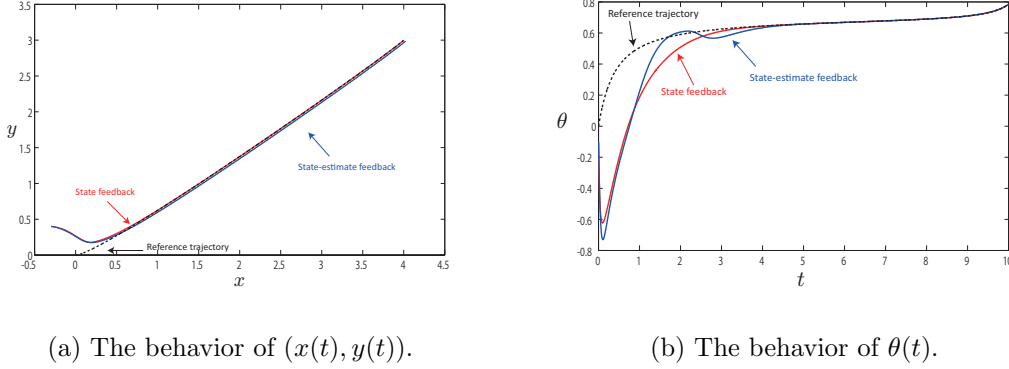 3.5
3
2.5
2
1.5
1
0.5
0
-0.5 0 0.5 1 1.5 2 2.5 3 3.5 4 4.5
y
x
State feedback
State-estimate feedback
Reference trajectory
(a) The behavior of (x(t), y(t)).
0.8
0.6
0.4
0.2
0
-0.2
-0.4
-0.6
-0.8
0 1 2 3 4 5 6 7 8 9 10
θ
t
Reference trajectory
State-estimate feedback
State feedback
(b) The behavior of θ(t).